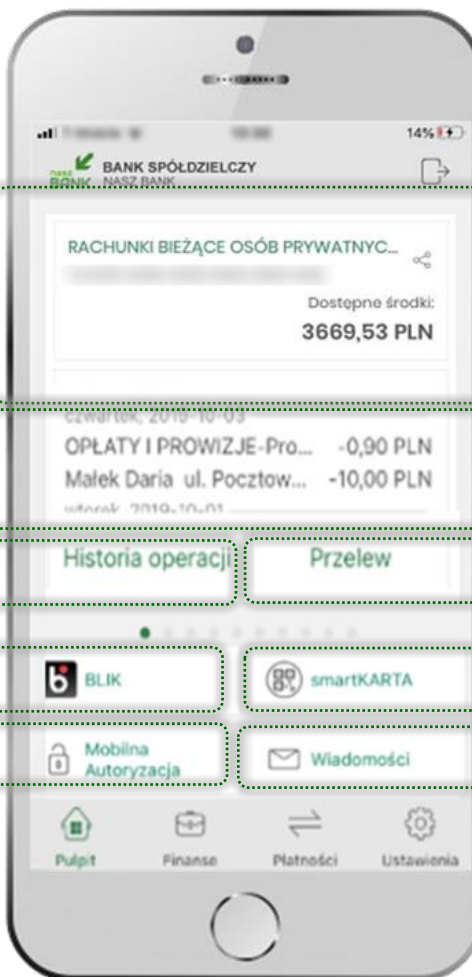 14%
nasz BANK
BANK SPÓŁDZIELCZY
NASZ BANK
RACHUNKI BIEŻĄCE OSÓB PRYWATNYC...
Dostępne środki:
3669,53 PLN
czwartek, 2019-10-03
OPŁATY I PROWIZJE-Pro... -0,90 PLN
Małek Daria ul. Pocztow... -10,00 PLN
wtorek, 2019-10-01
Historia operacji Przelew
BLIK smartKARTA
Mobilna
Autoryzacja
Wiadomości
Pulpit Finanse Płatności Ustawienia